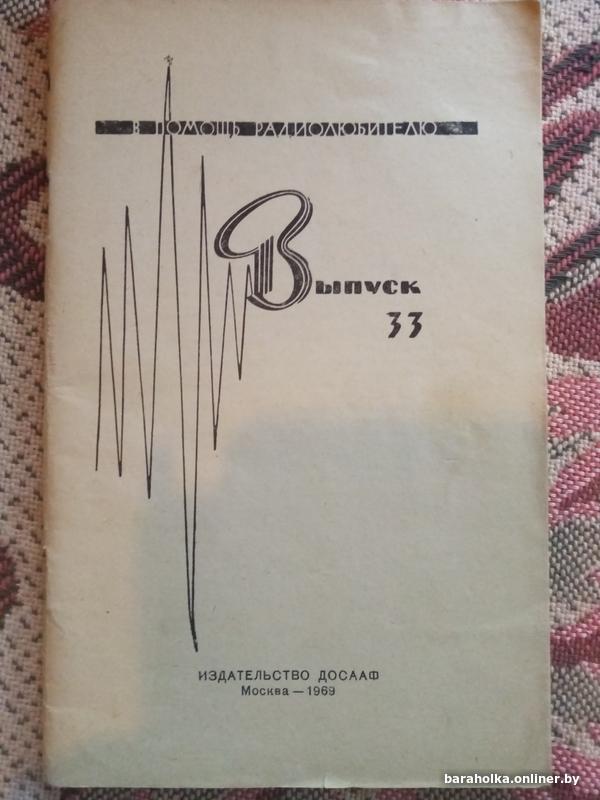 В ПОМОЩЬ РАДИОЛЮБИТЕЛЮ
Выпуск
33
ИЗДАТЕЛЬСТВО ДОСААФ
Москва — 1969
baraholka.onliner.by